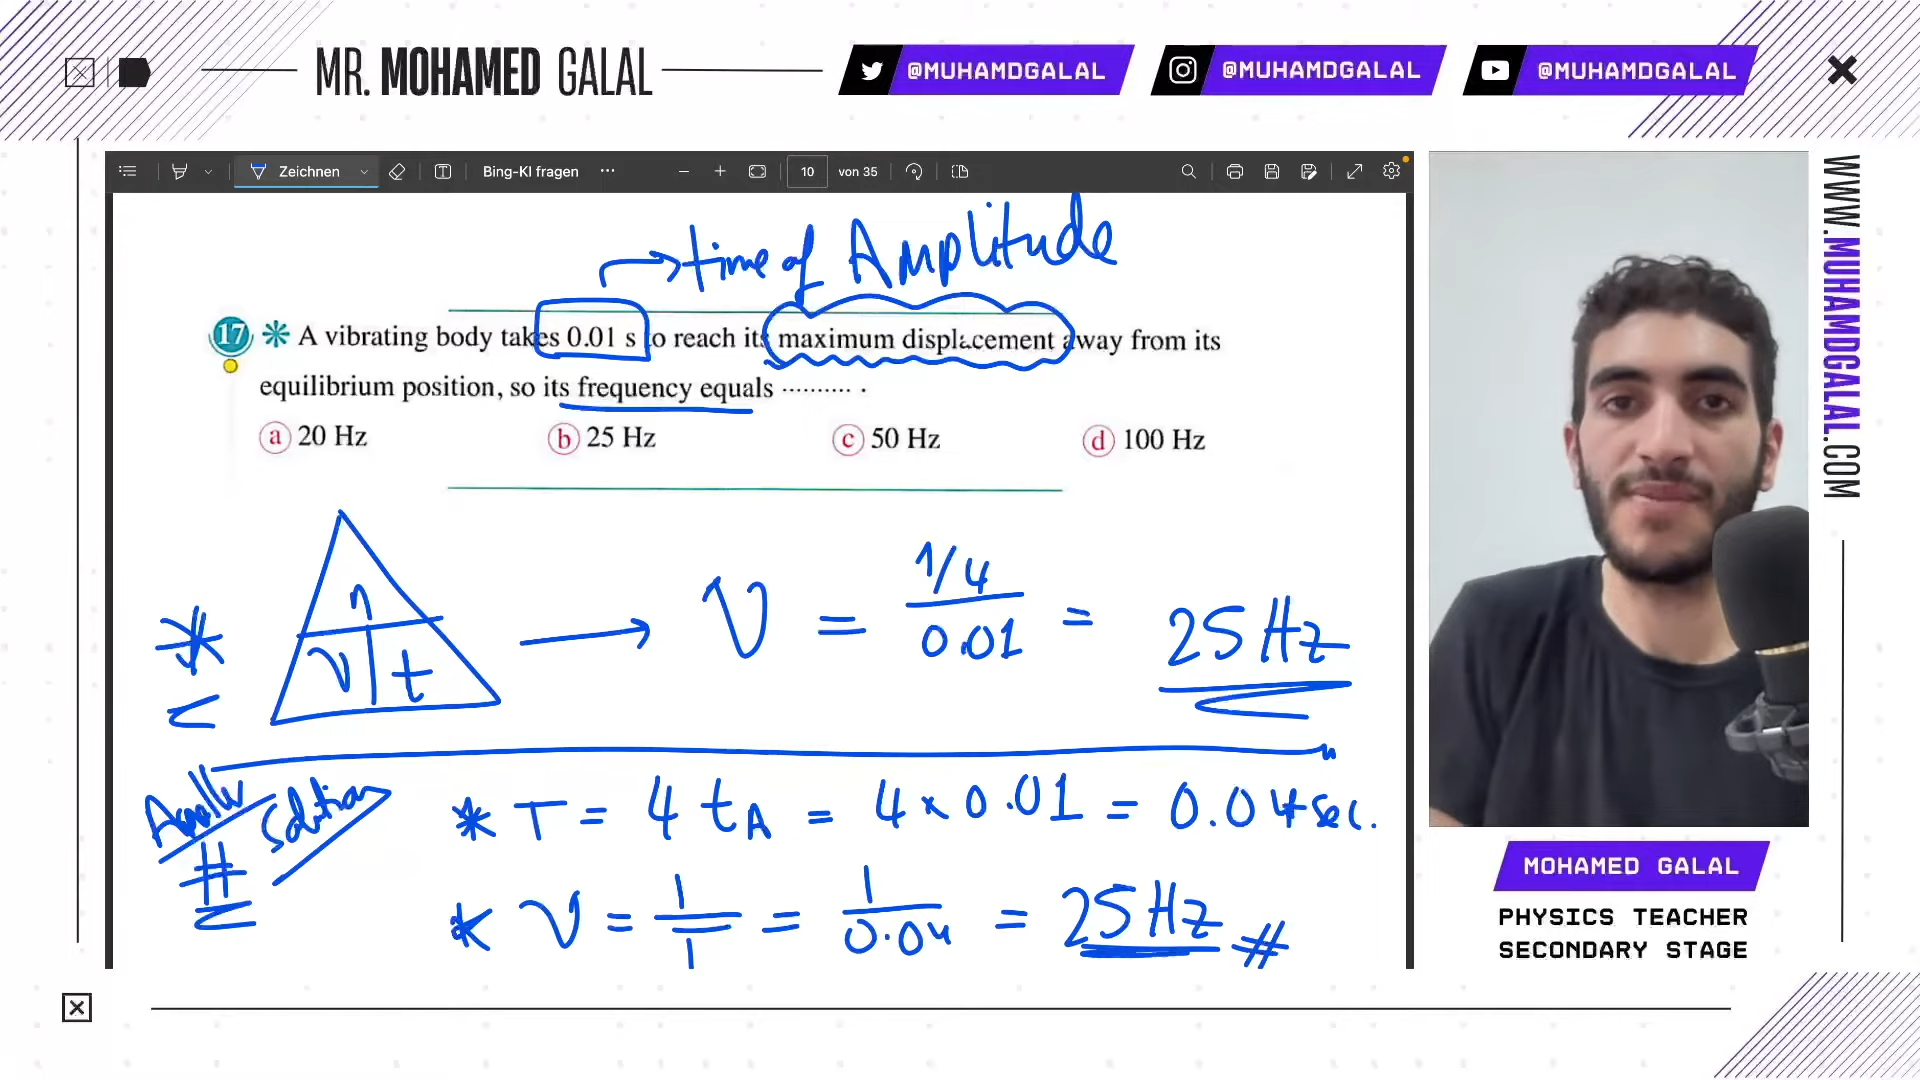 MR. MOHAMED GALAL
@MUHAMDGALAL
@MUHAMDGALAL
@MUHAMDGALAL
WWW.MUHAMDGALAL.COM
Zeichnen
Bing-KI fragen
10 von 35
time of Amplitude
17 * A vibrating body takes 0.01 s to reach its maximum displacement away from its
equilibrium position, so its frequency equals .......... .
a 20 Hz
b 25 Hz
c 50 Hz
d 100 Hz
* n ν t → ν = 1/4 / 0.01 = 25 Hz
Solution
* T = 4 tA = 4 × 0.01 = 0.04 sec.
* ν = 1/T = 1/0.04 = 25 Hz #
MOHAMED GALAL
PHYSICS TEACHER
SECONDARY STAGE